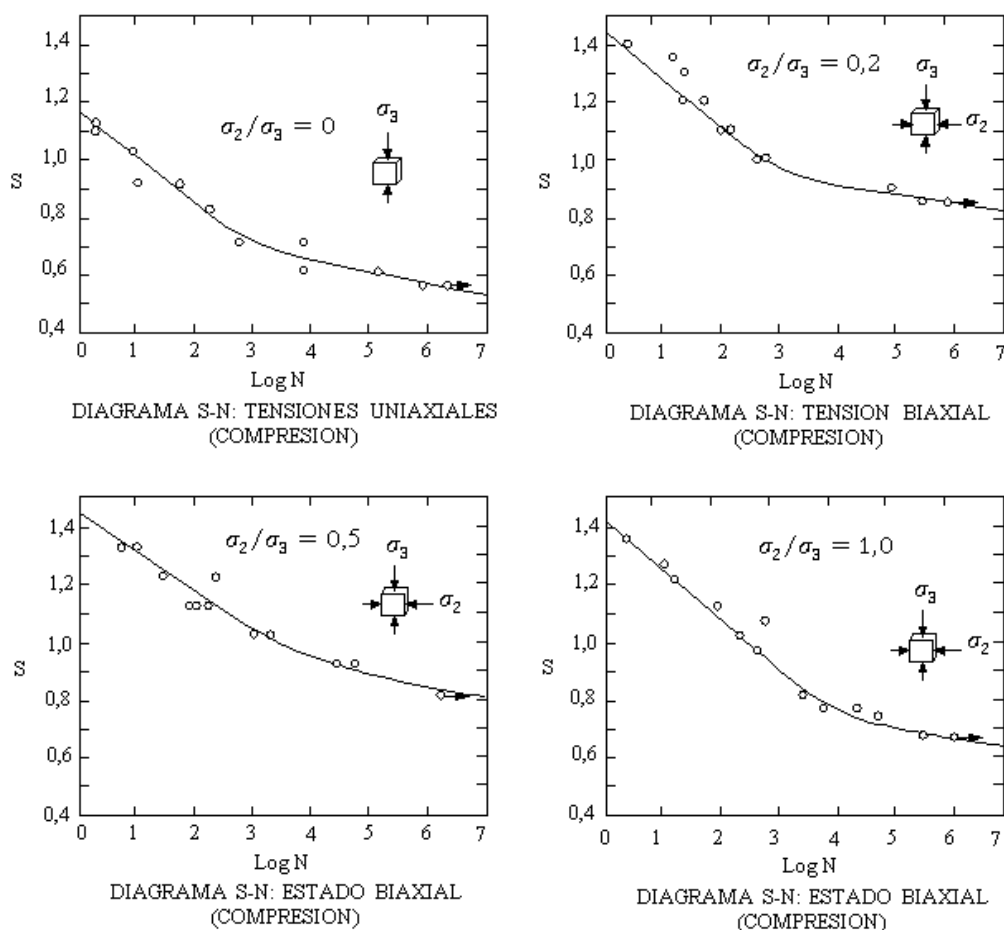 1,4
1,2
1,0
S
0,8
0,6
0,4
σ₂/σ₃ = 0
σ₃
0 1 2 3 4 5 6 7
Log N
DIAGRAMA S-N: TENSIONES UNIAXIALES
(COMPRESION)
1,4
1,2
1,0
S
0,8
0,6
0,4
σ₂/σ₃ = 0,2
σ₃
σ₂
0 1 2 3 4 5 6 7
Log N
DIAGRAMA S-N: TENSION BIAXIAL
(COMPRESION)
1,4
1,2
1,0
S
0,8
0,6
0,4
σ₂/σ₃ = 0,5
σ₃
σ₂
0 1 2 3 4 5 6 7
Log N
DIAGRAMA S-N: ESTADO BIAXIAL
(COMPRESION)
1,4
1,2
1,0
S
0,8
0,6
0,4
σ₂/σ₃ = 1,0
σ₃
σ₂
0 1 2 3 4 5 6 7
Log N
DIAGRAMA S-N: ESTADO BIAXIAL
(COMPRESION)